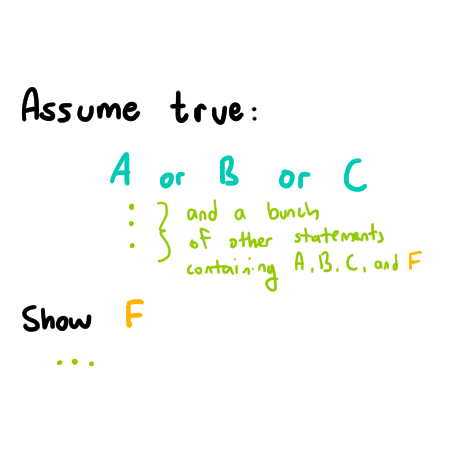 Assume true:
A or B or C
and a bunch
of other statements
containing A, B, C, and F
Show F
...